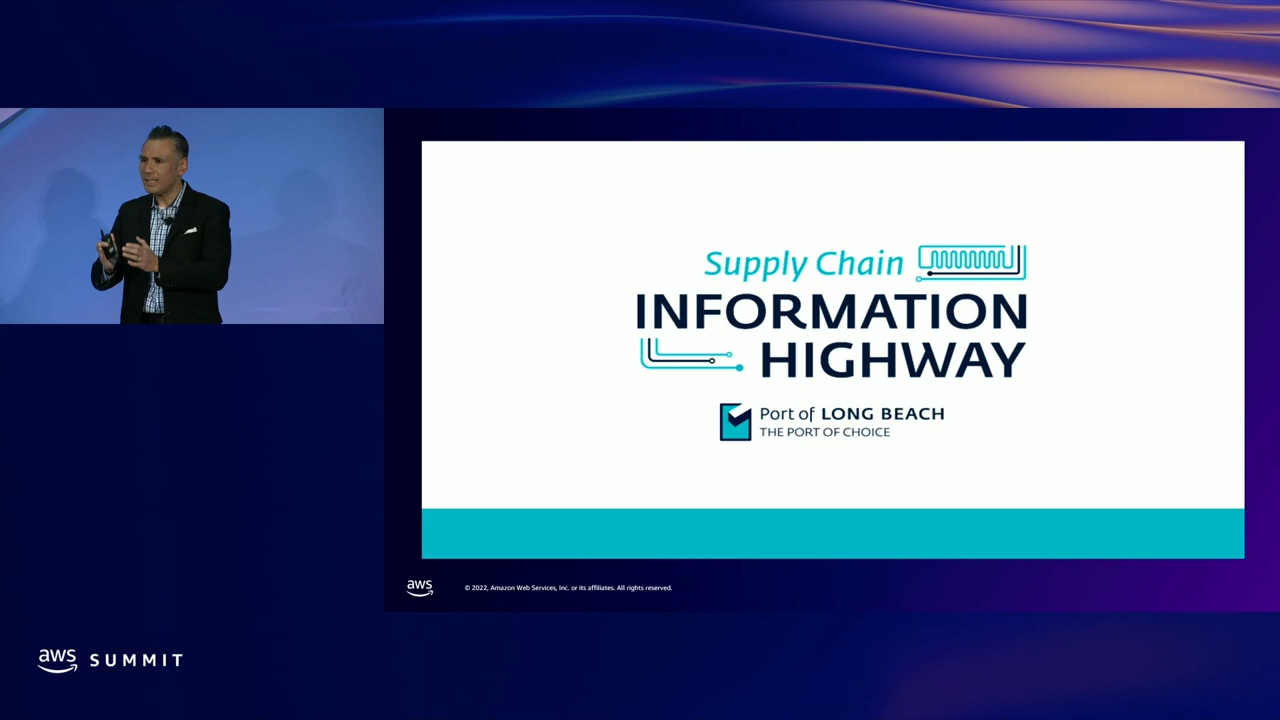 Supply Chain
INFORMATION
HIGHWAY
Port of LONG BEACH
THE PORT OF CHOICE
aws
© 2022, Amazon Web Services, Inc. or its affiliates. All rights reserved.
aws SUMMIT